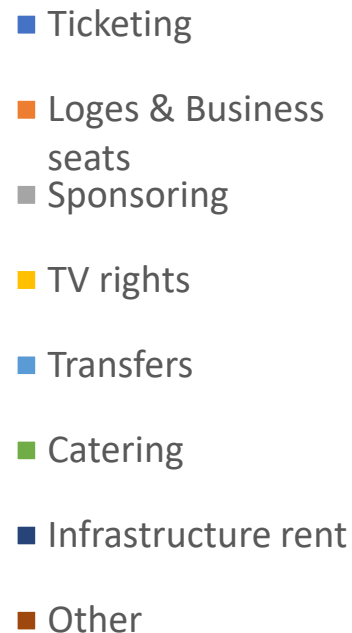 Ticketing
Loges & Business
seats
Sponsoring
TV rights
Transfers
Catering
Infrastructure rent
Other